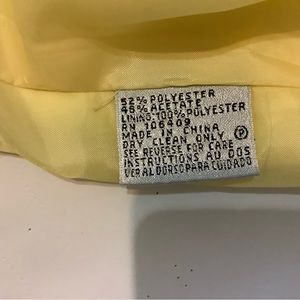 52% POLYESTER
48% ACETATE
LINING: 100% POLYESTER
RN 106409
MADE IN CHINA
DRY CLEAN ONLY Ⓟ
SEE REVERSE FOR CARE
INSTRUCTIONS AU DOS
VER AL DORSO PARA CUIDADO